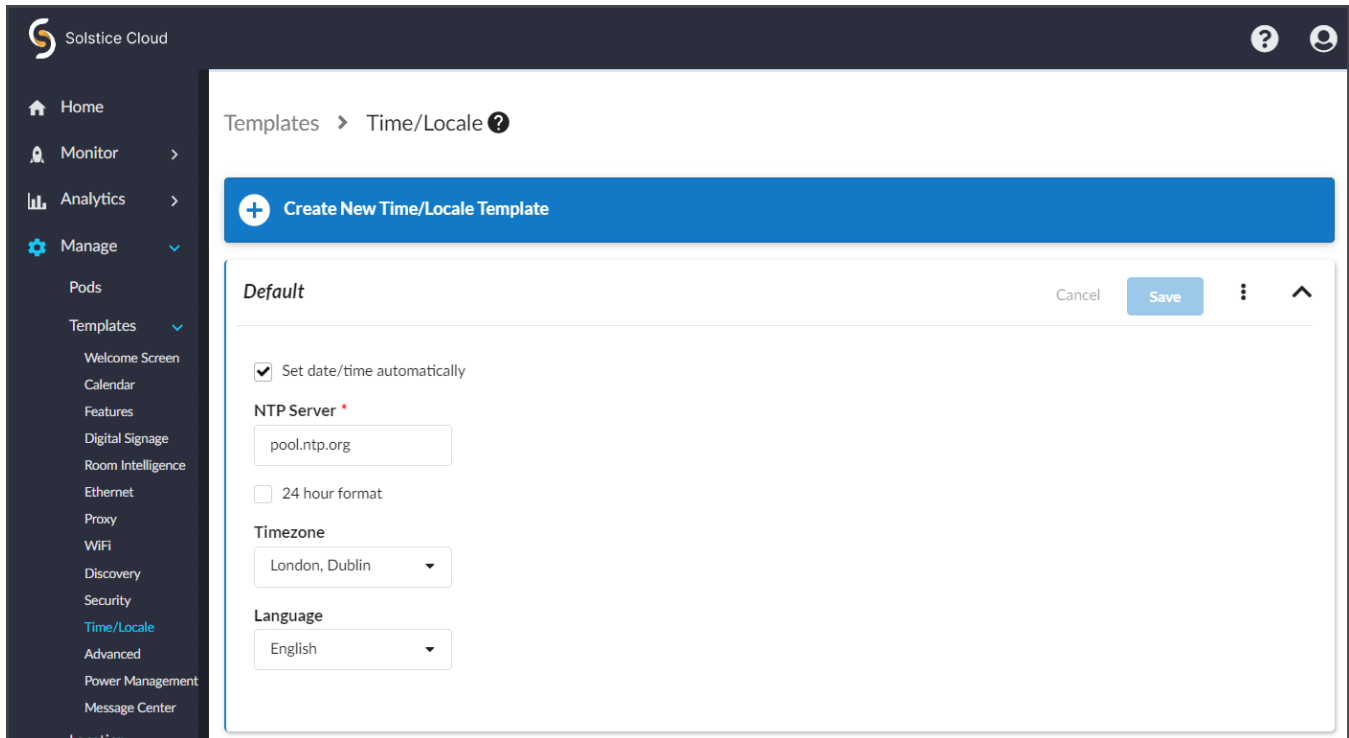 Solstice Cloud
Home
Monitor
Analytics
Manage
Pods
Templates
Welcome Screen
Calendar
Features
Digital Signage
Room Intelligence
Ethernet
Proxy
WiFi
Discovery
Security
Time/Locale
Advanced
Power Management
Message Center
Templates > Time/Locale ?
Create New Time/Locale Template
Default
Cancel Save
Set date/time automatically
NTP Server *
pool.ntp.org
24 hour format
Timezone
London, Dublin
Language
English